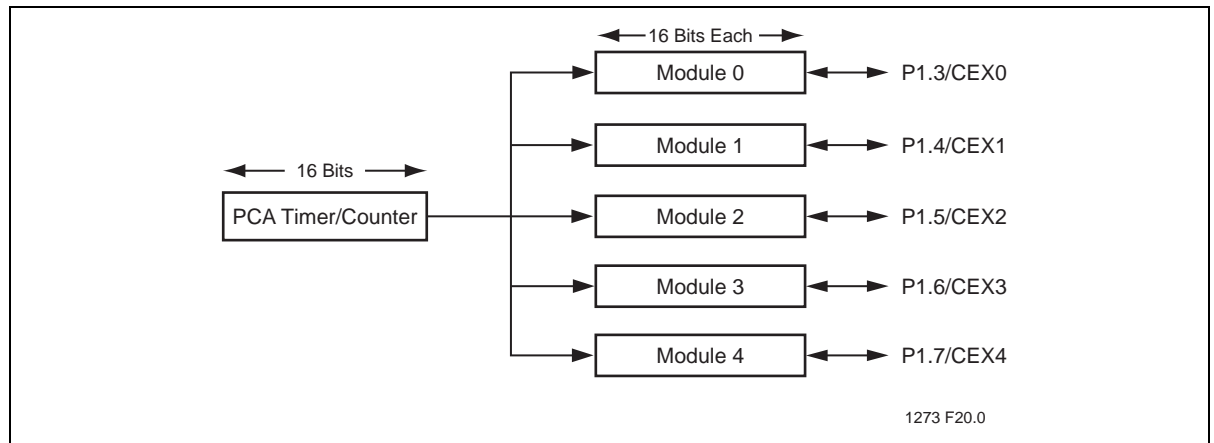 16 Bits Each
Module 0
P1.3/CEX0
Module 1
P1.4/CEX1
16 Bits
PCA Timer/Counter
Module 2
P1.5/CEX2
Module 3
P1.6/CEX3
Module 4
P1.7/CEX4
1273 F20.0